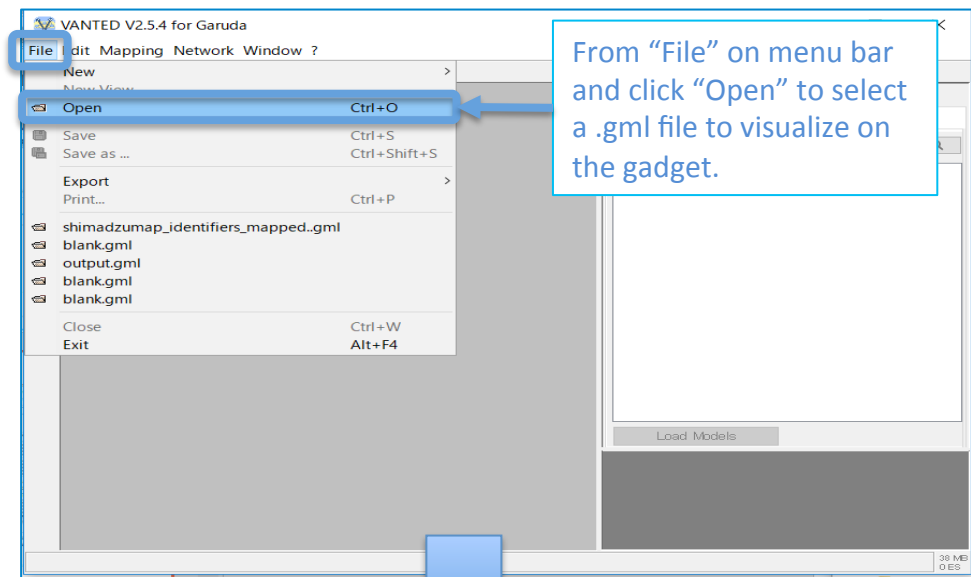 VANTED V2.5.4 for Garuda
File Edit Mapping Network Window ?
New >
New View
Open Ctrl+O
Save Ctrl+S
Save as ... Ctrl+Shift+S
Export >
Print... Ctrl+P
shimadzumap_identifiers_mapped..gml
blank.gml
output.gml
blank.gml
blank.gml
Close Ctrl+W
Exit Alt+F4
From “File” on menu bar
and click “Open” to select
a .gml file to visualize on
the gadget.
Load Models
38 MB
0 ES